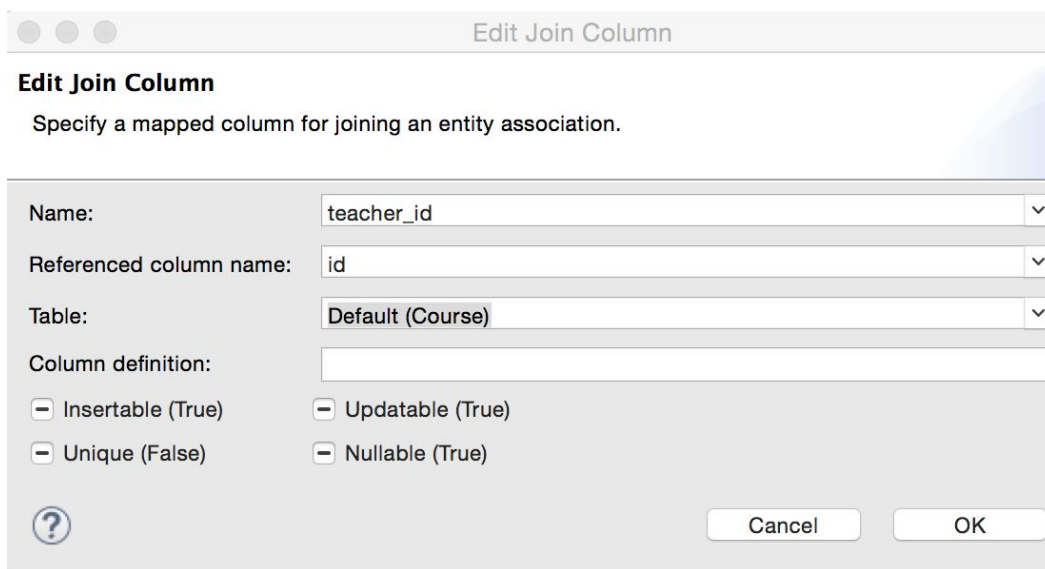 Edit Join Column
Edit Join Column
Specify a mapped column for joining an entity association.
Name: teacher_id
Referenced column name: id
Table: Default (Course)
Column definition:
Insertable (True) Updatable (True)
Unique (False) Nullable (True)
? Cancel OK